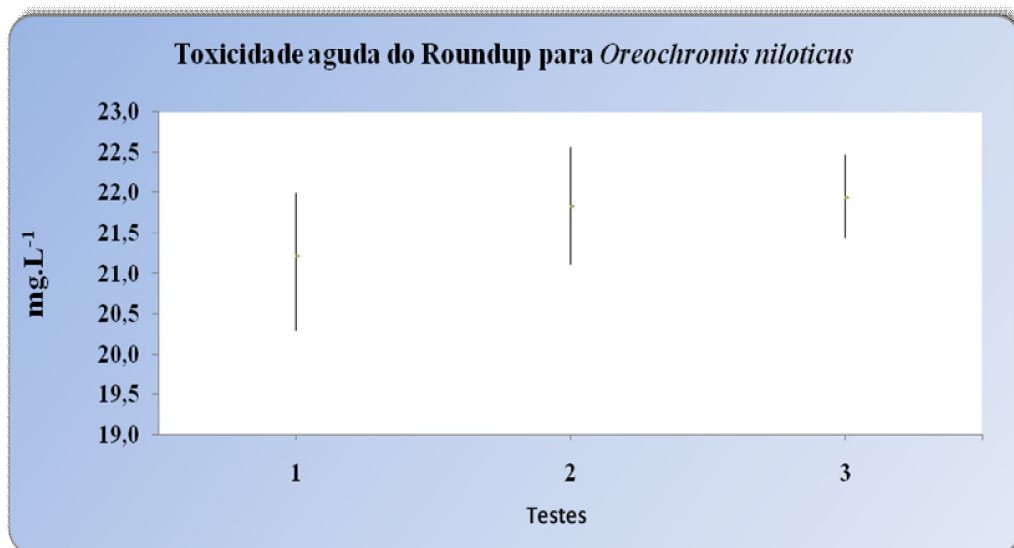 Toxicidade aguda do Roundup para Oreochromis niloticus
23,0
22,5
22,0
21,5
21,0
20,5
20,0
19,5
19,0
mg.L⁻¹
1 2 3
Testes